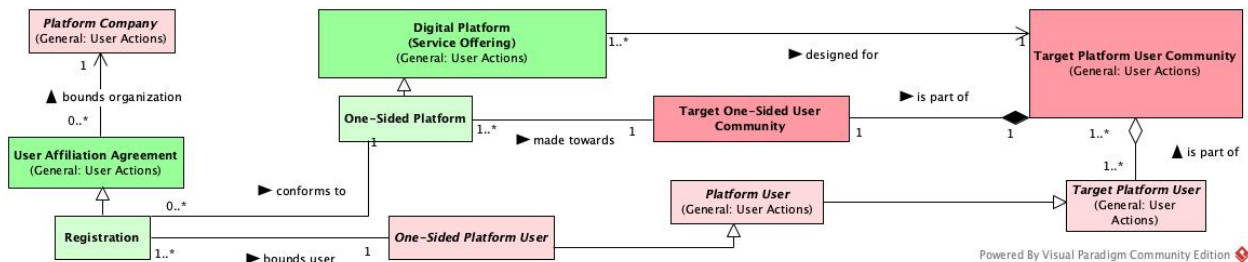 Platform Company
(General: User Actions)
1
▲ bounds organization
0..*
User Affiliation Agreement
(General: User Actions)
Registration
0..*
1..*
► conforms to
► bounds user
1
One-Sided Platform User
Digital Platform
(Service Offering)
(General: User Actions)
1..*
► designed for
1
One-Sided Platform
1
1..*
► made towards
1
Target One-Sided User
Community
1
► is part of
1
Target Platform User Community
(General: User Actions)
1..*
▲ is part of
1..*
Platform User
(General: User Actions)
Target Platform User
(General: User
Actions)
Powered By Visual Paradigm Community Edition